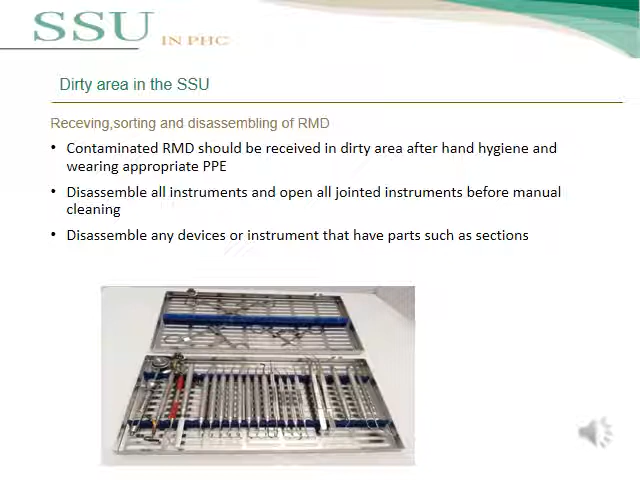 SSU IN PHC
Dirty area in the SSU
Receving,sorting and disassembling of RMD
• Contaminated RMD should be received in dirty area after hand hygiene and
wearing appropriate PPE
• Disassemble all instruments and open all jointed instruments before manual
cleaning
• Disassemble any devices or instrument that have parts such as sections